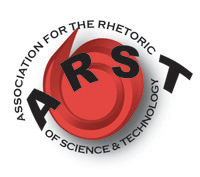 ASSOCIATION FOR THE RHETORIC
ARST
OF SCIENCE & TECHNOLOGY